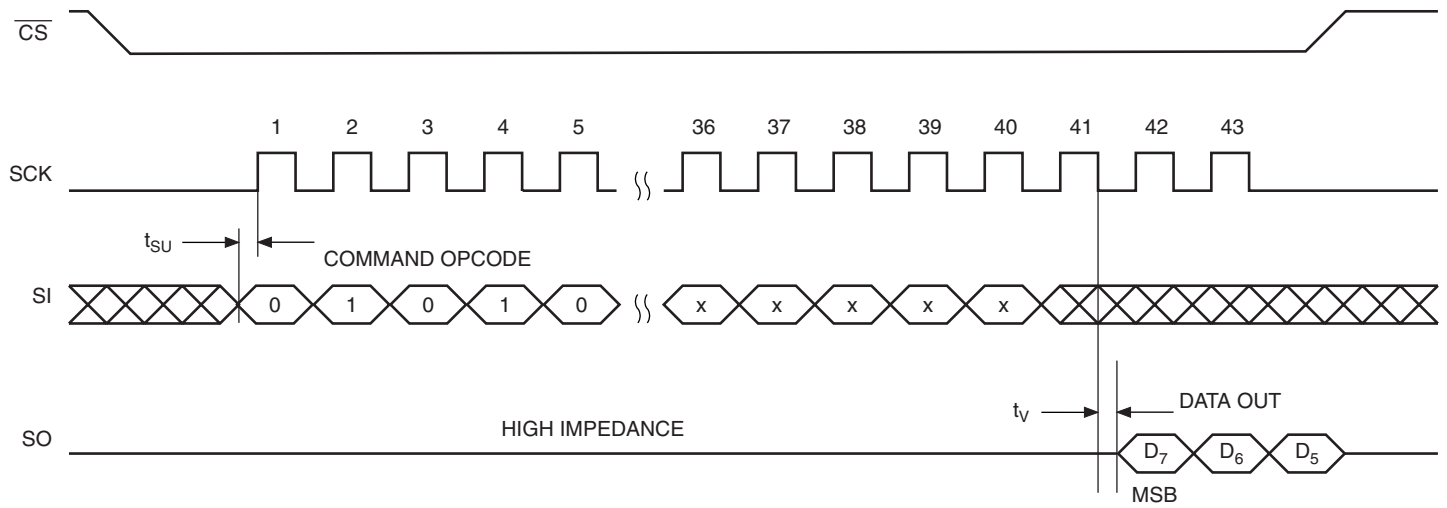 CS
1 2 3 4 5 36 37 38 39 40 41 42 43
SCK
tSU
COMMAND OPCODE
SI 0 1 0 1 0 x x x x x
tV DATA OUT
HIGH IMPEDANCE
SO D7 D6 D5
MSB